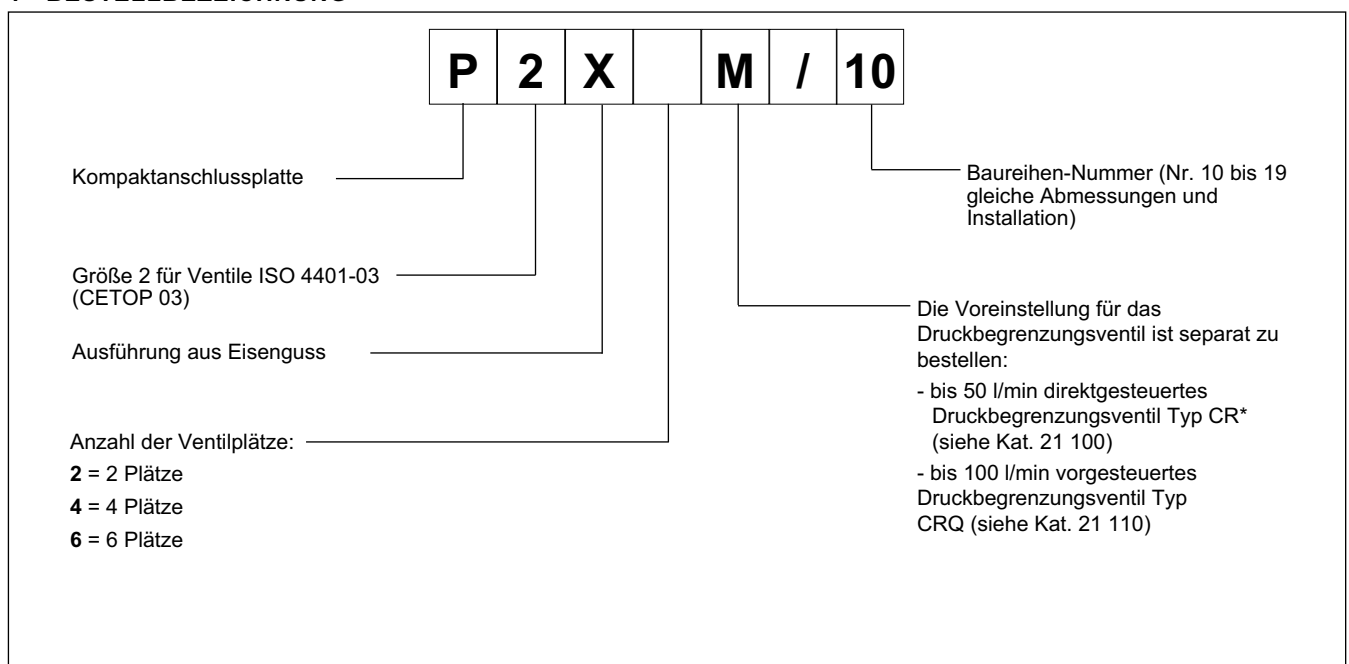 P 2 X M / 10
Kompaktanschlussplatte
Größe 2 für Ventile ISO 4401-03
(CETOP 03)
Ausführung aus Eisenguss
Anzahl der Ventilplätze:
2 = 2 Plätze
4 = 4 Plätze
6 = 6 Plätze
Baureihen-Nummer (Nr. 10 bis 19
gleiche Abmessungen und
Installation)
Die Voreinstellung für das
Druckbegrenzungsventil ist separat zu
bestellen:
- bis 50 l/min direktgesteuertes
Druckbegrenzungsventil Typ CR*
(siehe Kat. 21 100)
- bis 100 l/min vorgesteuertes
Druckbegrenzungsventil Typ
CRQ (siehe Kat. 21 110)